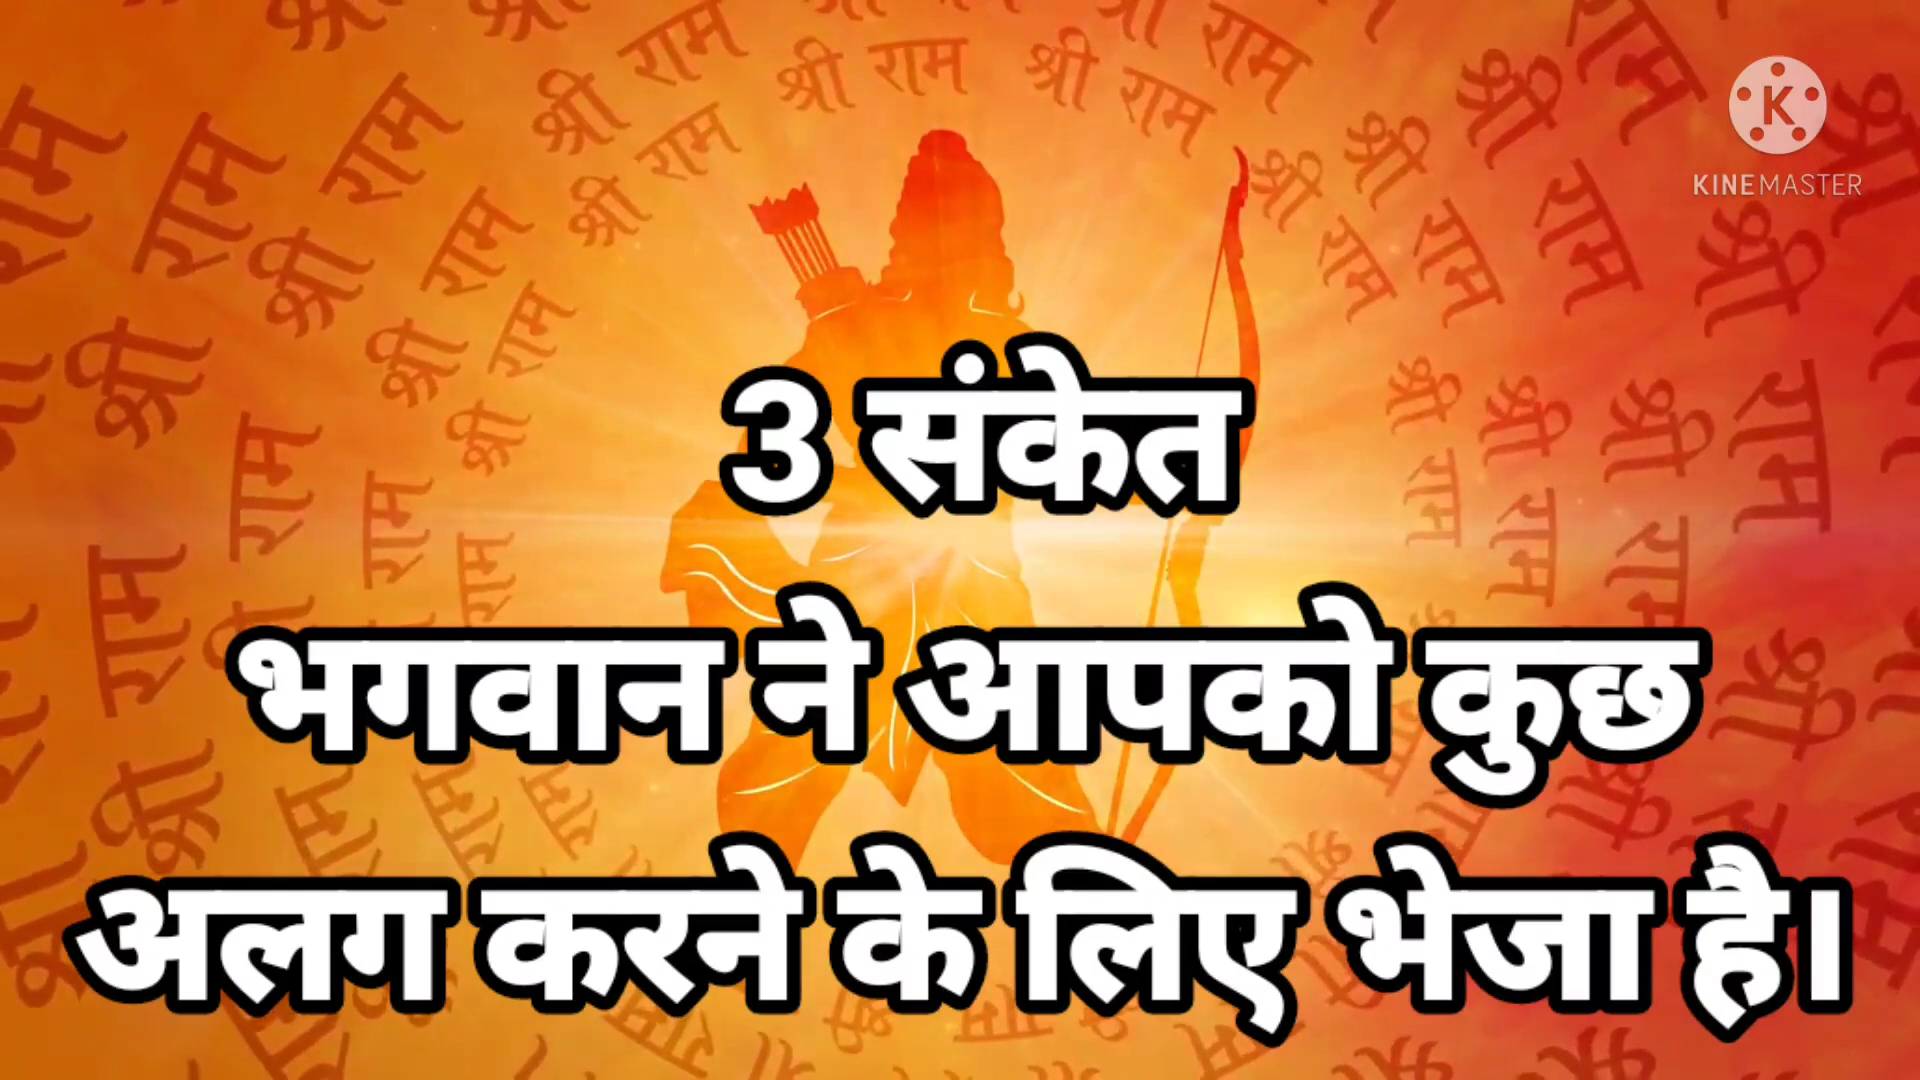 KINEMASTER
3 संकेत
भगवान ने आपको कुछ
अलग करने के लिए भेजा है।
श्री राम श्री राम
श्री राम
श्री राम
श्री राम
श्री राम